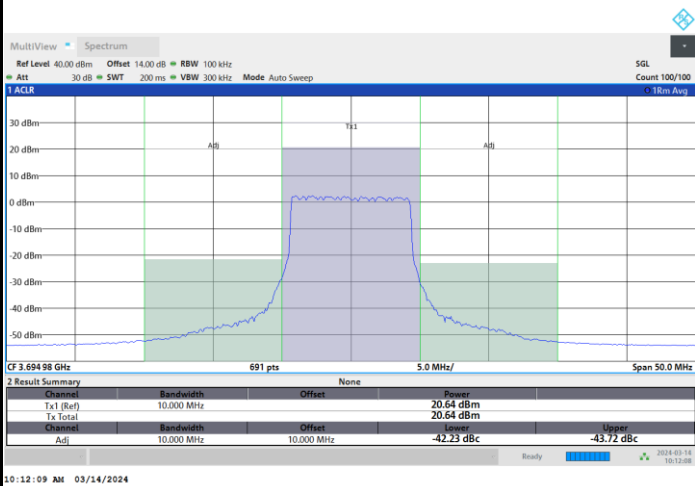 MultiView Spectrum
Ref Level 40.00 dBm Offset 14.00 dB RBW 100 kHz SGL
Att 30 dB SWT 200 ms VBW 300 kHz Mode Auto Sweep Count 100/100
1 ACLR 1Rm Avg
30 dBm
Tx1
20 dBm
Adj Adj
10 dBm
0 dBm
-10 dBm
-20 dBm
-30 dBm
-40 dBm
-50 dBm
CF 3.694 98 GHz 691 pts 5.0 MHz/ Span 50.0 MHz
2 Result Summary None
Channel Bandwidth Offset Power
Tx1 (Ref) 10.000 MHz 20.64 dBm
Tx Total 20.64 dBm
Channel Bandwidth Offset Lower Upper
Adj 10.000 MHz 10.000 MHz -42.23 dBc -43.72 dBc
Ready 2024-03-14
10:12:08
10:12:09 AM 03/14/2024